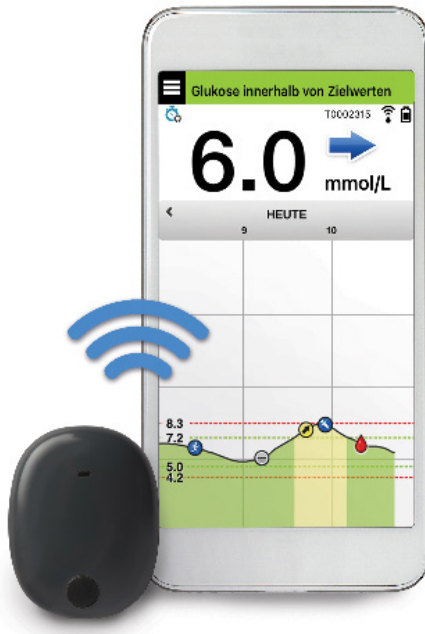 Glukose innerhalb von Zielwerten
T0002315
6.0
mmol/L
HEUTE
9 10
8.3
7.2
5.0
4.2